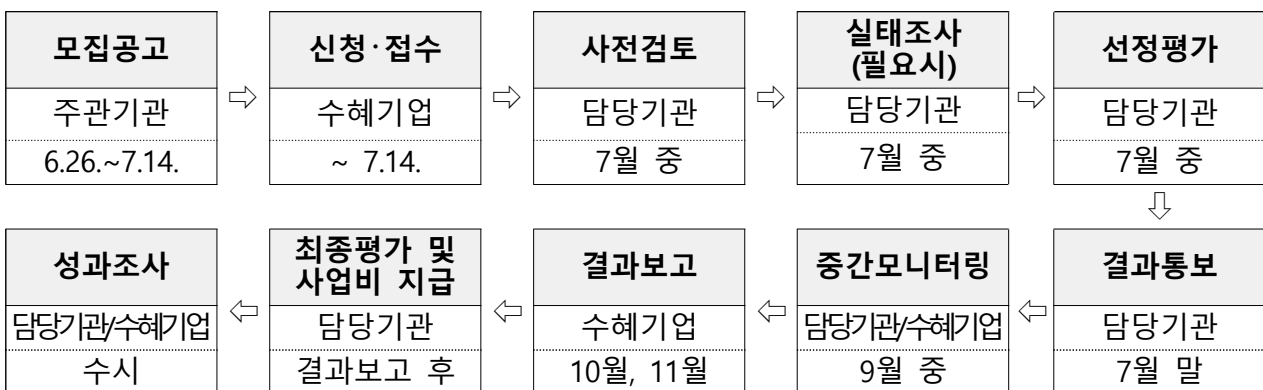 모집공고
주관기관
6.26.~7.14.
신청·접수
수혜기업
~ 7.14.
사전검토
담당기관
7월 중
실태조사
(필요시)
담당기관
7월 중
선정평가
담당기관
7월 중
결과통보
담당기관
7월 말
중간모니터링
담당기관/수혜기업
9월 중
결과보고
수혜기업
10월, 11월
최종평가 및
사업비 지급
담당기관
결과보고 후
성과조사
담당기관/수혜기업
수시